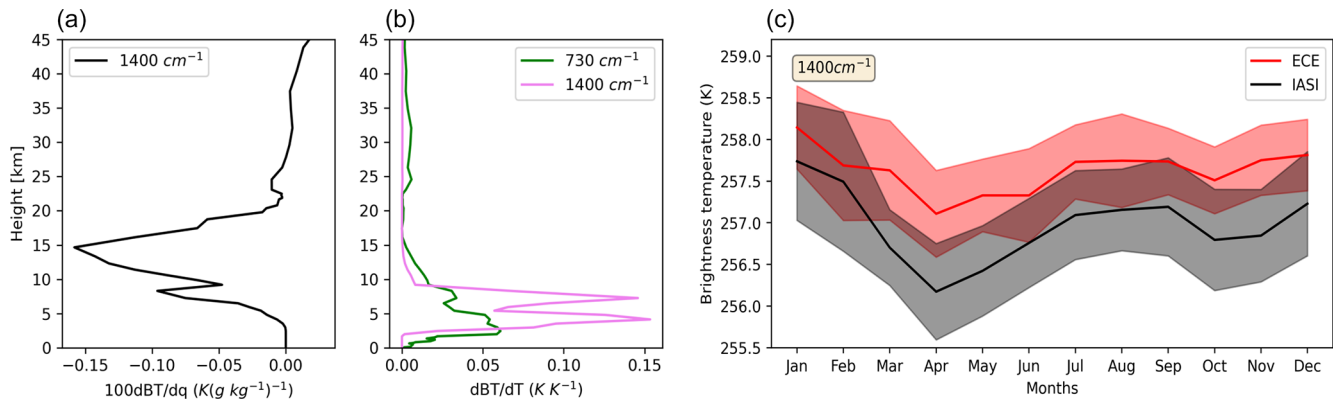 (a)
45
40
35
30
25
20
15
10
5
0
Height [km]
1400 cm⁻¹
−0.15 −0.10 −0.05 0.00
100dBT/dq (K(g kg⁻¹)⁻¹)
(b)
45
40
35
30
25
20
15
10
5
0
730 cm⁻¹
1400 cm⁻¹
0.00 0.05 0.10 0.15
dBT/dT (K K⁻¹)
(c)
259.0
258.5
258.0
257.5
257.0
256.5
256.0
255.5
Brightness temperature (K)
1400cm⁻¹
ECE
IASI
Jan Feb Mar Apr May Jun Jul Aug Sep Oct Nov Dec
Months